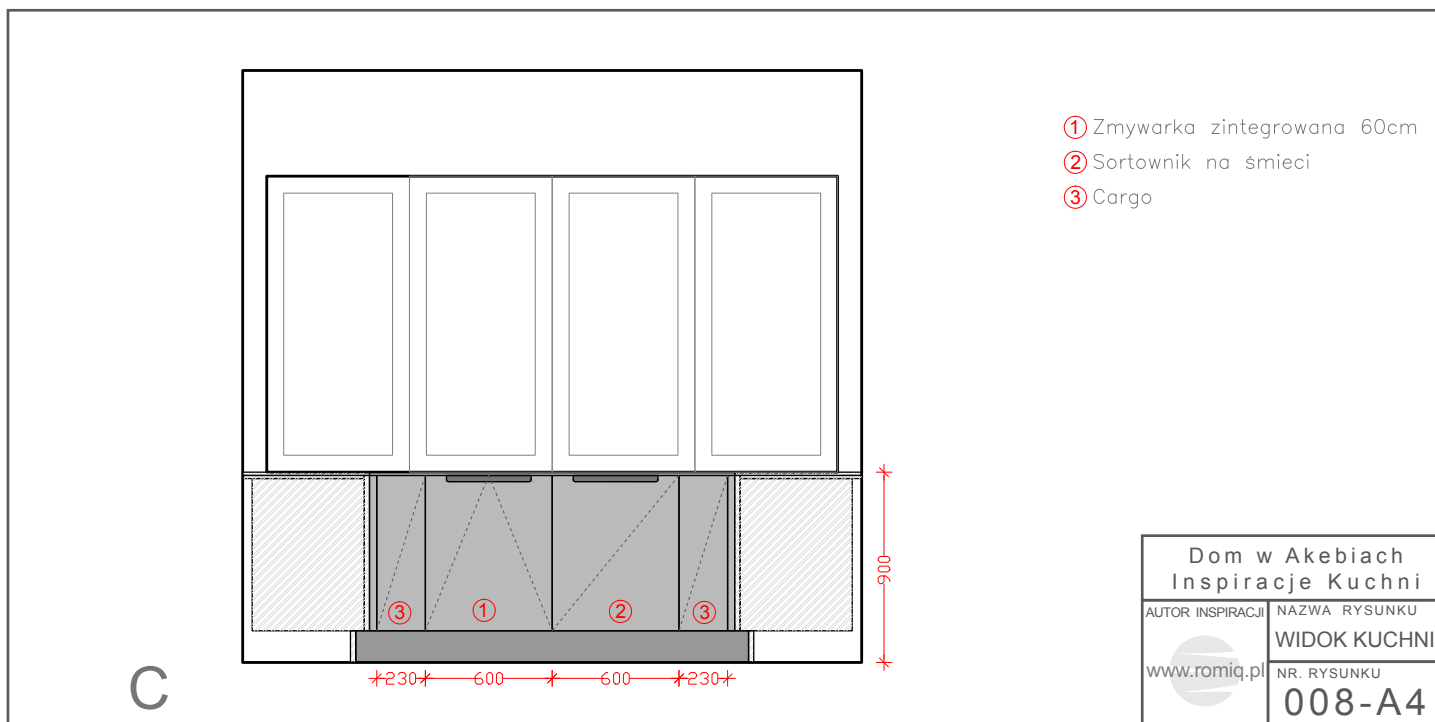 ① Zmywarka zintegrowana 60cm
② Sortownik na śmieci
③ Cargo
900
③ ① ② ③
230 600 600 230
C
Dom w Akebiach
Inspiracje Kuchni
AUTOR INSPIRACJI
www.romiq.pl
NAZWA RYSUNKU
WIDOK KUCHNI
NR. RYSUNKU
008-A4